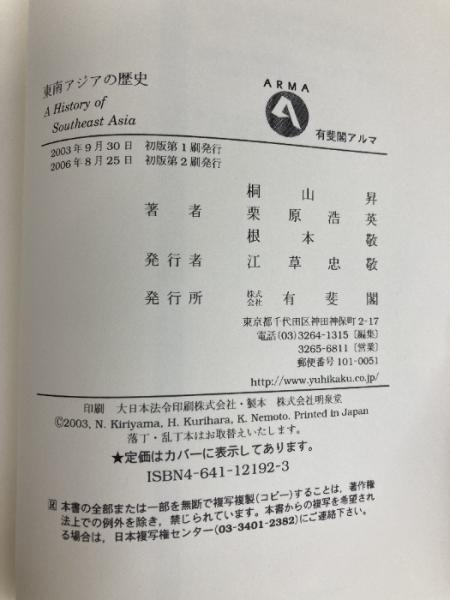 東南アジアの歴史
A History of
Southeast Asia
ARMA
有斐閣アルマ
2003年9月30日 初版第1刷発行
2006年8月25日 初版第2刷発行
著者
桐山昇
栗原浩英
根本敬
発行者 江草忠敬
発行所 株式会社 有斐閣
東京都千代田区神田神保町2-17
電話(03)3264-1315〔編集〕
3265-6811〔営業〕
郵便番号 101-0051
http://www.yuhikaku.co.jp/
印刷 大日本法令印刷株式会社・製本 株式会社明泉堂
©2003, N. Kiriyama, H. Kurihara, K. Nemoto. Printed in Japan
落丁・乱丁本はお取替えいたします。
★定価はカバーに表示してあります。
ISBN4-641-12192-3
本書の全部または一部を無断で複写複製(コピー)することは,著作権
法上での例外を除き,禁じられています。本書からの複写を希望され
る場合は,日本複写権センター(03-3401-2382)にご連絡下さい。